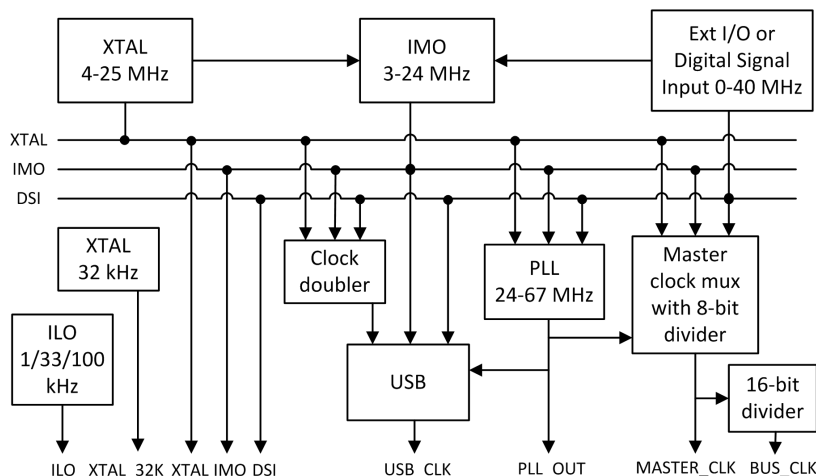 XTAL
4-25 MHz
IMO
3-24 MHz
Ext I/O or
Digital Signal
Input 0-40 MHz
XTAL
IMO
DSI
XTAL
32 kHz
Clock
doubler
PLL
24-67 MHz
Master
clock mux
with 8-bit
divider
ILO
1/33/100
kHz
USB
16-bit
divider
ILO XTAL_32K XTAL IMO DSI USB_CLK PLL_OUT MASTER_CLK BUS_CLK